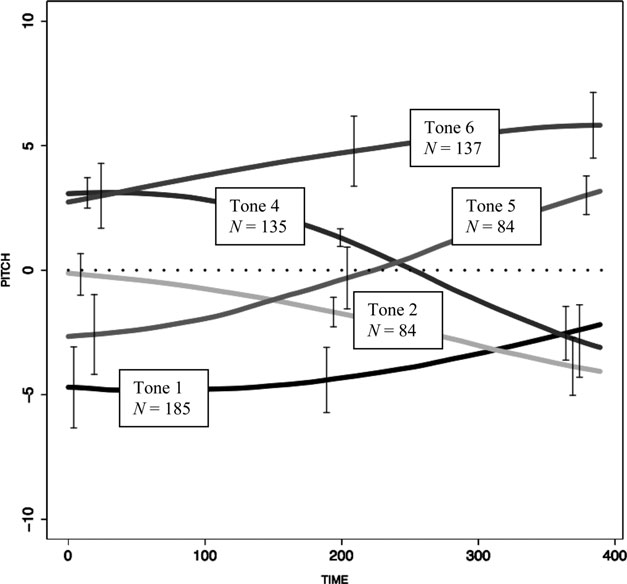 10
5
0
-5
-10
PITCH
Tone 6
N = 137
Tone 4
N = 135
Tone 5
N = 84
Tone 2
N = 84
Tone 1
N = 185
0
100
200
300
400
TIME